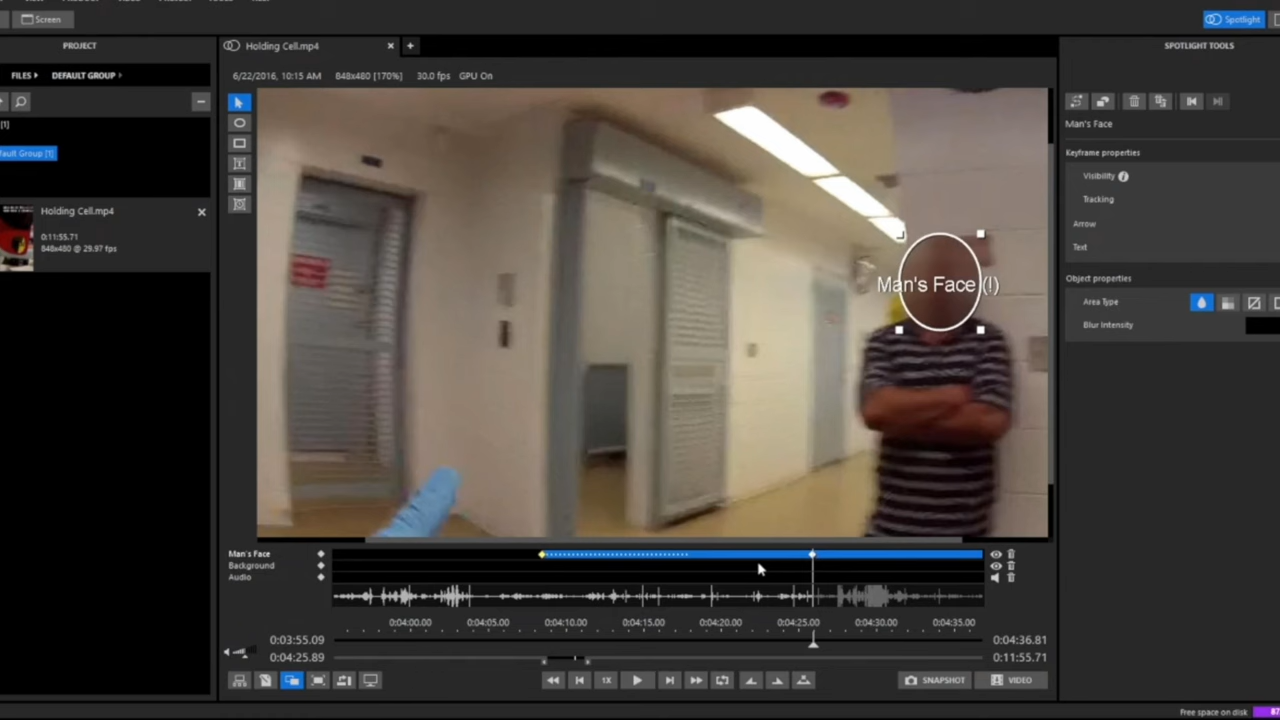 Screen
Spotlight
PROJECT
Holding Cell.mp4
SPOTLIGHT TOOLS
FILES
DEFAULT GROUP
6/22/2016, 10:15 AM
848x480 [170%]
30.0 fps
GPU On
[1]
Man's Face
ault Group [1]
Keyframe properties
Visibility
Tracking
Holding Cell.mp4
Arrow
0:11:55.71
848x480 @ 29.97 fps
Text
Object properties
Man's Face (!)
Area Type
Blur Intensity
Man's Face
Background
Audio
0:04:00.00 0:04:05.00 0:04:10.00 0:04:15.00 0:04:20.00 0:04:25.00 0:04:30.00 0:04:35.00
0:03:55.09
0:04:36.81
0:04:25.89
0:11:55.71
1X
SNAPSHOT
VIDEO
Free space on disk